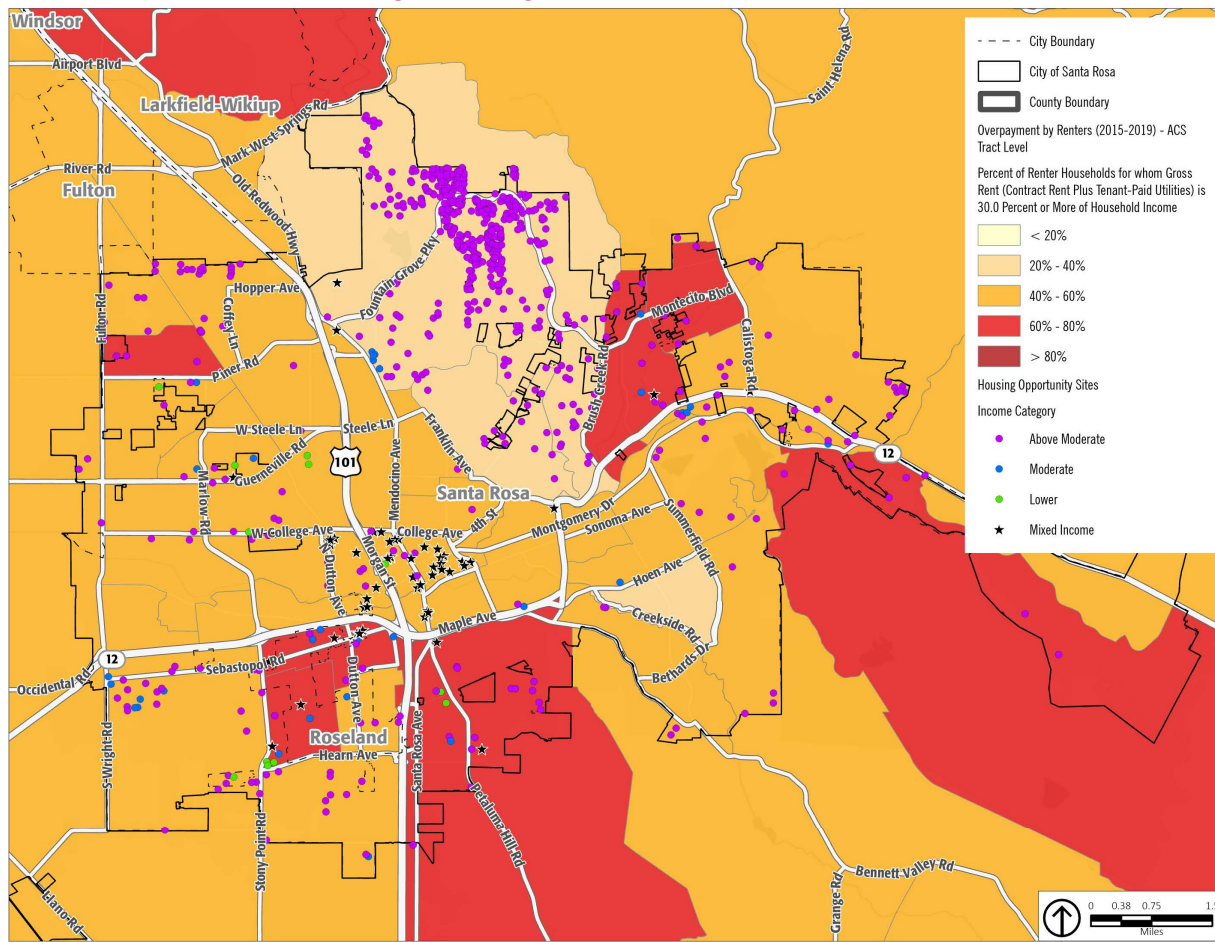 Windsor
Airport Blvd
Larkfield-Wikiup
Mark West Springs Rd
River Rd
Fulton
Old Redwood Hwy
Saint Helena Rd
Fountain Grove Pky
Hopper Ave
Coffey Ln
Fulton Rd
Piner Rd
Montecito Blvd
Calistoga Rd
Brush Creek Rd
W Steele Ln
Steele Ln
Guerneville Rd
Franklin Ave
Mendocino Ave
101
12
Marlow Rd
Santa Rosa
4th St
W College Ave
College Ave
Montgomery Dr
Sonoma Ave
Summerfield Rd
Morgan St
N Dutton Ave
Hoen Ave
Creekside Rd
Maple Ave
Bethards Dr
12
Sebastopol Rd
Occidental Rd
Dutton Ave
S Wright Rd
Roseland
Hearn Ave
Santa Rosa Ave
Petaluma Hill Rd
Stony Point Rd
Llano Rd
Bennett Valley Rd
Grange Rd
City Boundary
City of Santa Rosa
County Boundary
Overpayment by Renters (2015-2019) - ACS
Tract Level
Percent of Renter Households for whom Gross
Rent (Contract Rent Plus Tenant-Paid Utilities) is
30.0 Percent or More of Household Income
< 20%
20% - 40%
40% - 60%
60% - 80%
> 80%
Housing Opportunity Sites
Income Category
Above Moderate
Moderate
Lower
Mixed Income
0 0.38 0.75 1.5
Miles